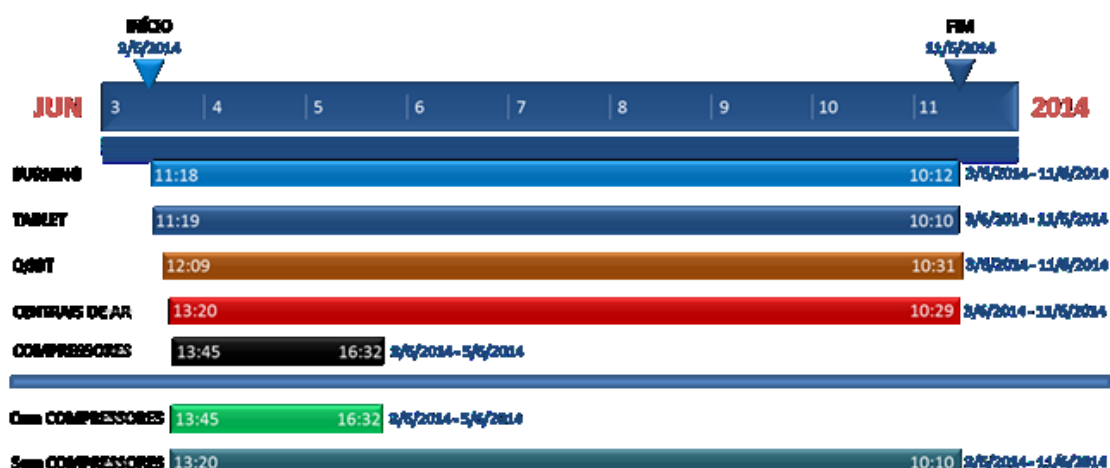 INÍCIO FIM
3/6/2014 11/6/2014
JUN 3 4 5 6 7 8 9 10 11 2014
BURNING 11:18 10:12 3/6/2014 - 11/6/2014
TABLET 11:19 10:10 3/6/2014 - 11/6/2014
12:09 10:31 3/6/2014 - 11/6/2014
CENTRAIS DE AR 13:20 10:29 3/6/2014 - 11/6/2014
COMPRESSORES 13:45 16:32 3/6/2014 - 5/6/2014
Com COMPRESSORES 13:45 16:32 3/6/2014 - 5/6/2014
Sem COMPRESSORES 13:20 10:10 3/6/2014 - 11/6/2014